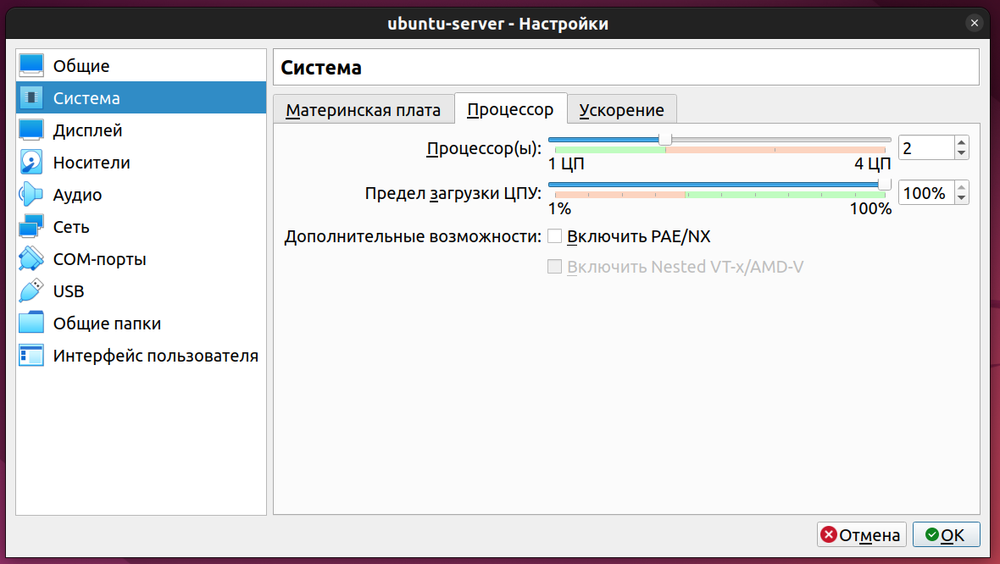 ubuntu-server - Настройки
Общие
Система
Дисплей
Носители
Аудио
Сеть
COM-порты
USB
Общие папки
Интерфейс пользователя
Система
Материнская плата Процессор Ускорение
Процессор(ы): 2
1 ЦП 4 ЦП
Предел загрузки ЦПУ: 100%
1% 100%
Дополнительные возможности: Включить PAE/NX
Включить Nested VT-x/AMD-V
Отмена OK